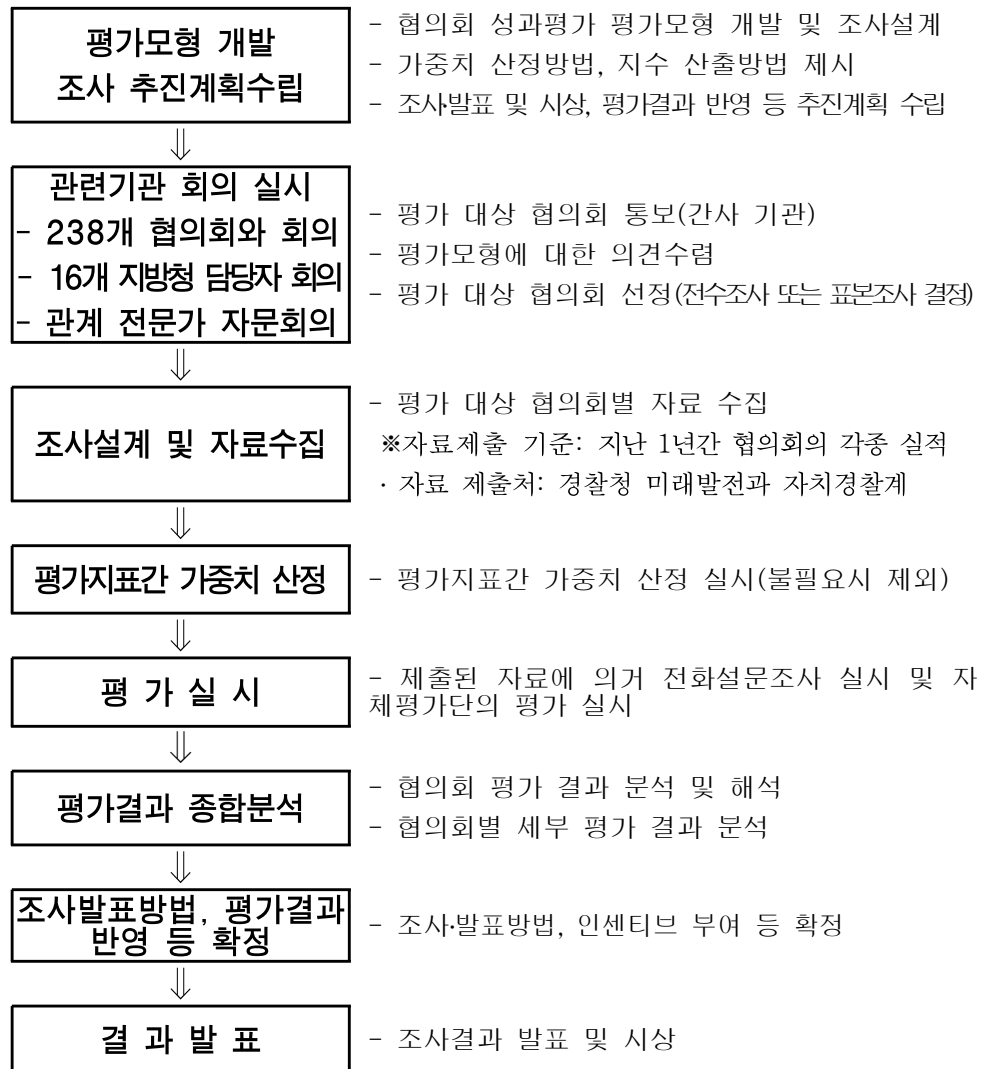 평가모형 개발
조사 추진계획수립
- 협의회 성과평가 평가모형 개발 및 조사설계
- 가중치 산정방법, 지수 산출방법 제시
- 조사·발표 및 시상, 평가결과 반영 등 추진계획 수립
⇓
관련기관 회의 실시
- 238개 협의회와 회의
- 16개 지방청 담당자 회의
- 관계 전문가 자문회의
- 평가 대상 협의회 통보(간사 기관)
- 평가모형에 대한 의견수렴
- 평가 대상 협의회 선정(전수조사 또는 표본조사 결정)
⇓
조사설계 및 자료수집
- 평가 대상 협의회별 자료 수집
※자료제출 기준: 지난 1년간 협의회의 각종 실적
· 자료 제출처: 경찰청 미래발전과 자치경찰계
⇓
평가지표간 가중치 산정
- 평가지표간 가중치 산정 실시(불필요시 제외)
⇓
평 가 실 시
- 제출된 자료에 의거 전화설문조사 실시 및 자
체평가단의 평가 실시
⇓
평가결과 종합분석
- 협의회 평가 결과 분석 및 해석
- 협의회별 세부 평가 결과 분석
⇓
조사발표방법, 평가결과
반영 등 확정
- 조사·발표방법, 인센티브 부여 등 확정
⇓
결 과 발 표
- 조사결과 발표 및 시상